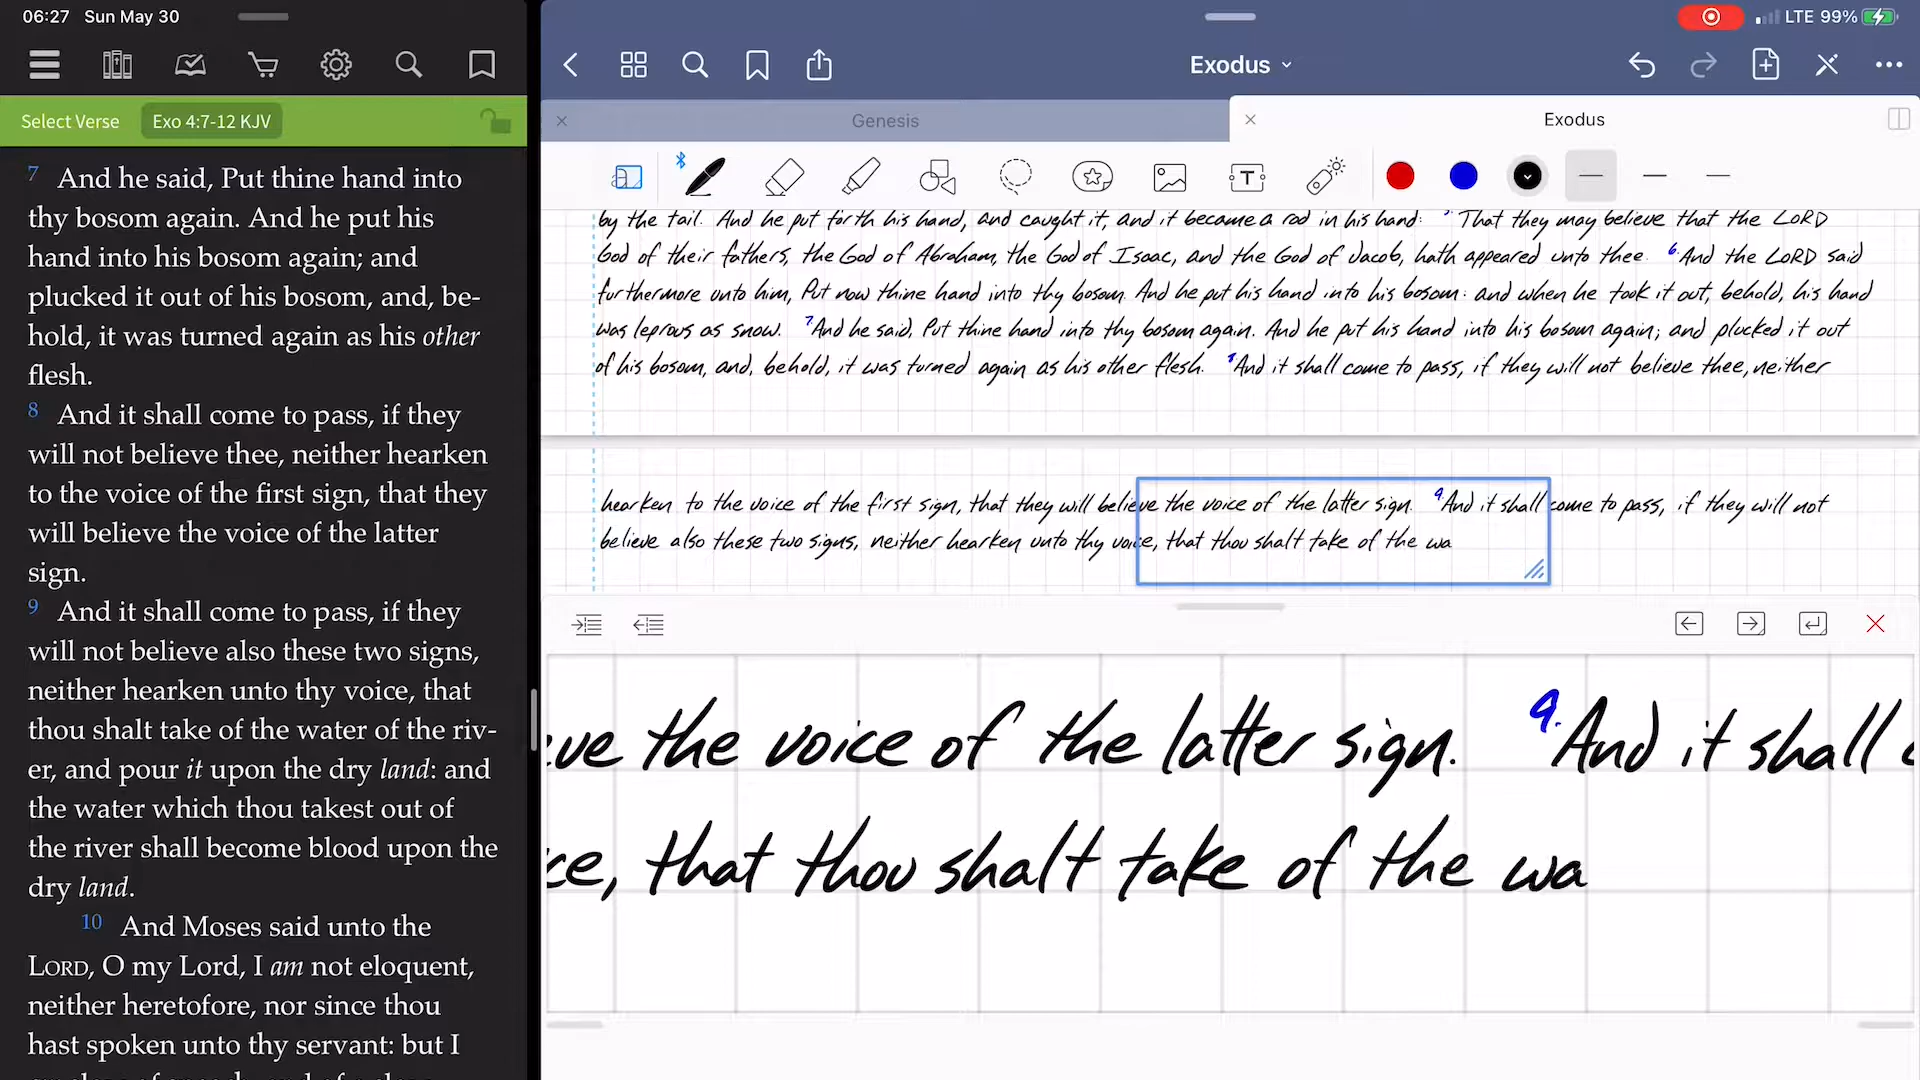 06:27 Sun May 30
LTE 99%
Select Verse Exo 4:7-12 KJV
7 And he said, Put thine hand into
thy bosom again. And he put his
hand into his bosom again; and
plucked it out of his bosom, and, be-
hold, it was turned again as his other
flesh.
8 And it shall come to pass, if they
will not believe thee, neither hearken
to the voice of the first sign, that they
will believe the voice of the latter
sign.
9 And it shall come to pass, if they
will not believe also these two signs,
neither hearken unto thy voice, that
thou shalt take of the water of the riv-
er, and pour it upon the dry land: and
the water which thou takest out of
the river shall become blood upon the
dry land.
10 And Moses said unto the
LORD, O my Lord, I am not eloquent,
neither heretofore, nor since thou
hast spoken unto thy servant: but I
Exodus
Genesis
Exodus
T
by the tail. And he put forth his hand, and caught it, and it became a rod in his hand: That they may believe that the LORD
God of their fathers, the God of Abraham, the God of Isaac, and the God of Jacob, hath appeared unto thee. 6. And the LORD said
furthermore unto him, Put now thine hand into thy bosom. And he put his hand into his bosom: and when he took it out, behold, his hand
was leprous as snow. 7 And he said, Put thine hand into thy bosom again. And he put his hand into his bosom again; and plucked it out
of his bosom, and, behold, it was turned again as his other flesh. And it shall come to pass, if they will not believe thee, neither
hearken to the voice of the first sign, that they will believe the voice of the latter sign. 9. And it shall come to pass, if they will not
believe also these two signs, neither hearken unto thy voice, that thou shalt take of the wa
ve the voice of the latter sign. 9. And it shall c
ce, that thou shalt take of the wa